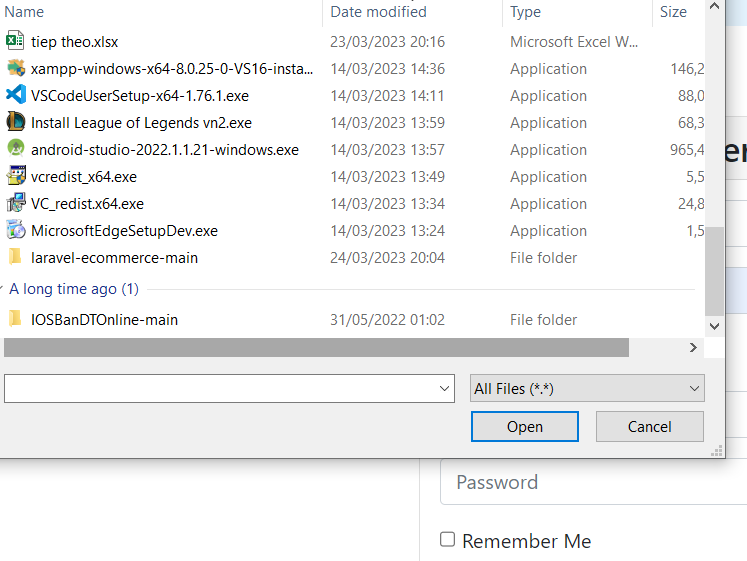 Name Date modified Type Size
tiep theo.xlsx 23/03/2023 20:16 Microsoft Excel W...
xampp-windows-x64-8.0.25-0-VS16-insta... 14/03/2023 14:36 Application 146,2
VSCodeUserSetup-x64-1.76.1.exe 14/03/2023 14:11 Application 88,0
Install League of Legends vn2.exe 14/03/2023 13:59 Application 68,3
android-studio-2022.1.1.21-windows.exe 14/03/2023 13:57 Application 965,4
vcredist_x64.exe 14/03/2023 13:49 Application 5,5
VC_redist.x64.exe 14/03/2023 13:34 Application 24,8
MicrosoftEdgeSetupDev.exe 14/03/2023 13:24 Application 1,5
laravel-ecommerce-main 24/03/2023 20:04 File folder
A long time ago (1)
IOSBanDTOnline-main 31/05/2022 01:02 File folder
All Files (*.*)
Open Cancel
Password
Remember Me